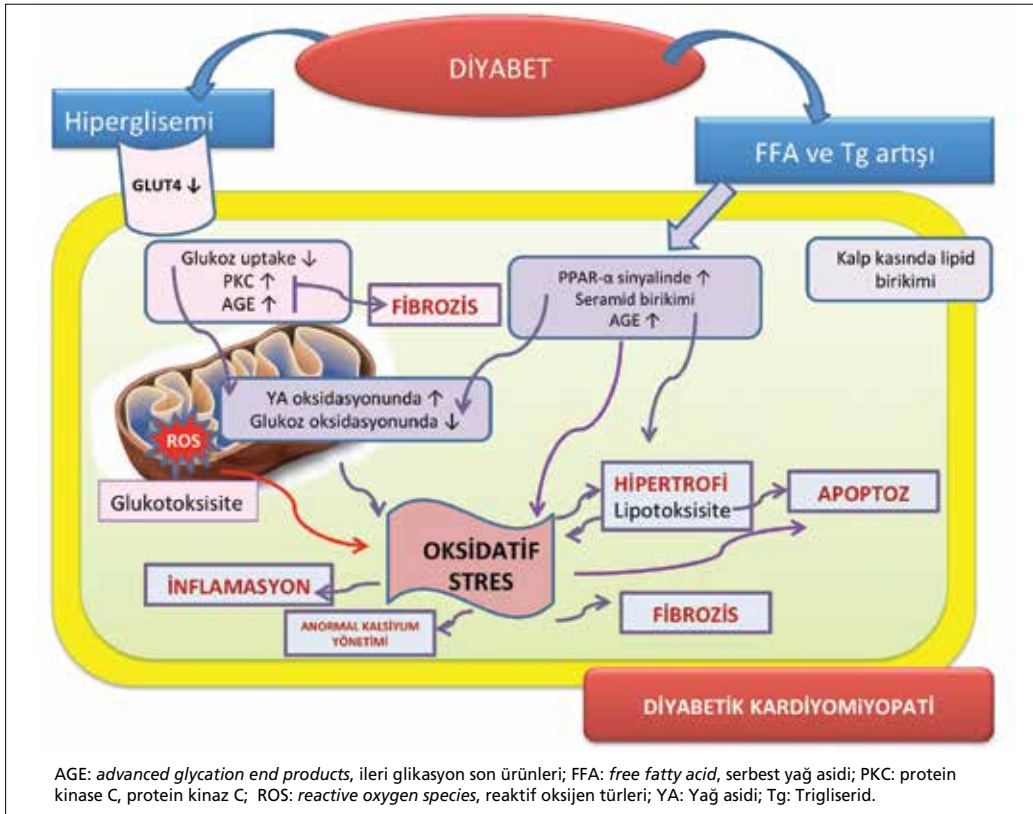 DİYABET
Hiperglisemi
FFA ve Tg artışı
GLUT4 ↓
Glukoz uptake ↓
PKC ↑
AGE ↑
FİBROZİS
PPAR-α sinyalinde ↑
Seramid birikimi
AGE ↑
Kalp kasında lipid
birikimi
YA oksidasyonunda ↑
Glukoz oksidasyonunda ↓
ROS
Glukotoksisite
HİPERTROFİ
Lipotoksisite
APOPTOZ
OKSİDATİF
STRES
İNFLAMASYON
ANORMAL KALSİYUM
YÖNETİMİ
FİBROZİS
DİYABETİK KARDİYOMİYOPATİ
AGE: advanced glycation end products, ileri glikasyon son ürünleri; FFA: free fatty acid, serbest yağ asidi; PKC: protein
kinase C, protein kinaz C; ROS: reactive oxygen species, reaktif oksijen türleri; YA: Yağ asidi; Tg: Trigliserid.